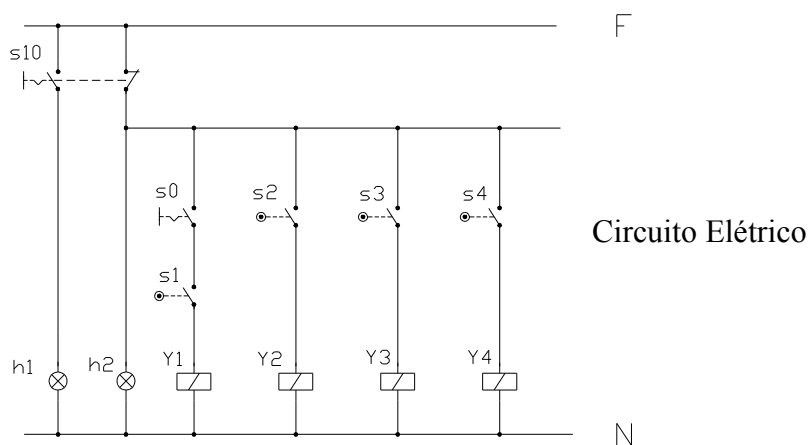 F
s10
s0
s2
s3
s4
Circuito Elétrico
s1
h1
h2
Y1
Y2
Y3
Y4
N